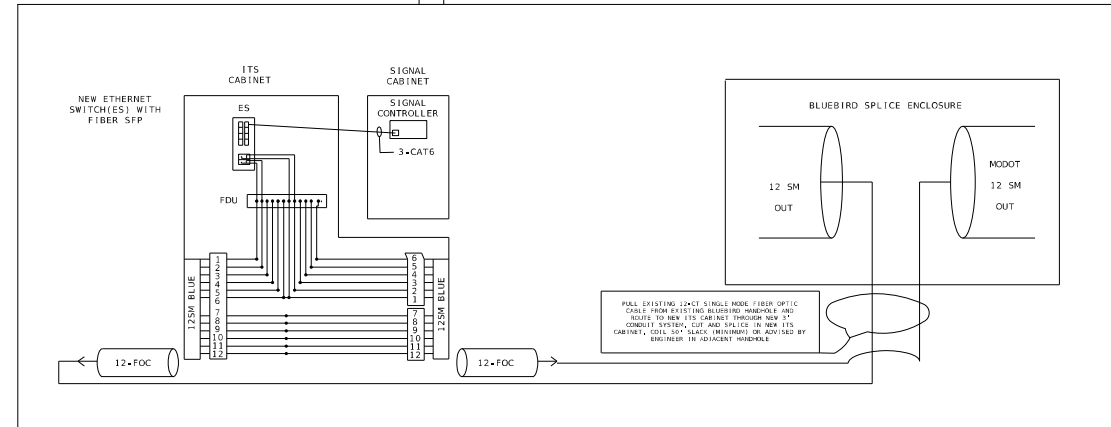 ITS
CABINET
SIGNAL
CABINET
NEW ETHERNET
SWITCH(ES) WITH
FIBER SFP
ES
SIGNAL
CONTROLLER
3-CAT6
FDU
BLUEBIRD SPLICE ENCLOSURE
12 SM
OUT
MODOT
12 SM
OUT
12SM BLUE
1
2
3
4
5
6
7
8
9
10
11
12
6
5
4
3
2
1
7
8
9
10
11
12
12SM BLUE
PULL EXISTING 12-CT SINGLE MODE FIBER OPTIC
CABLE FROM EXISTING BLUEBIRD HANDHOLE AND
ROUTE TO NEW ITS CABINET THROUGH NEW 3'
CONDUIT SYSTEM, CUT AND SPLICE IN NEW ITS
CABINET, COIL 50' SLACK (MINIMUM) OR ADVISED BY
ENGINEER IN ADJACENT HANDHOLE
12-FOC
12-FOC